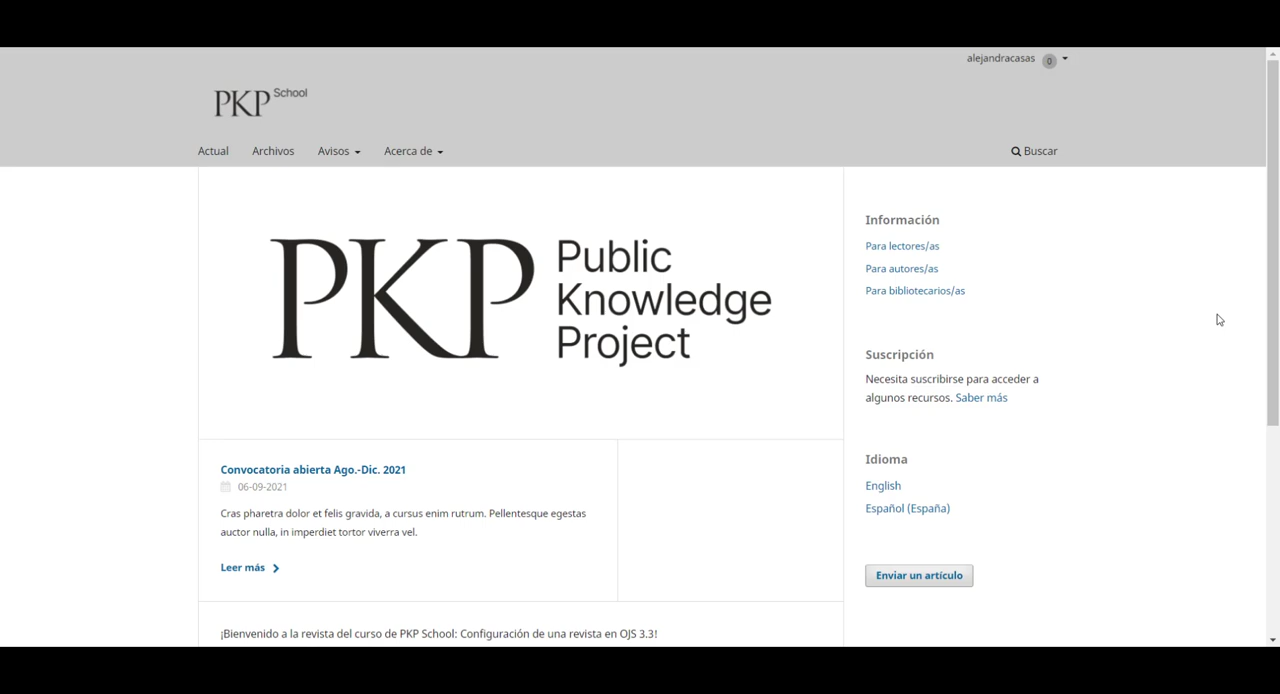 alejandracasas 0
PKP School
Actual Archivos Avisos Acerca de Buscar
PKP Public
Knowledge
Project
Información
Para lectores/as
Para autores/as
Para bibliotecarios/as
Suscripción
Necesita suscribirse para acceder a
algunos recursos. Saber más
Idioma
English
Español (España)
Enviar un artículo
Convocatoria abierta Ago.-Dic. 2021
06-09-2021
Cras pharetra dolor et felis gravida, a cursus enim rutrum. Pellentesque egestas
auctor nulla, in imperdiet tortor viverra vel.
Leer más
¡Bienvenido a la revista del curso de PKP School: Configuración de una revista en OJS 3.3!